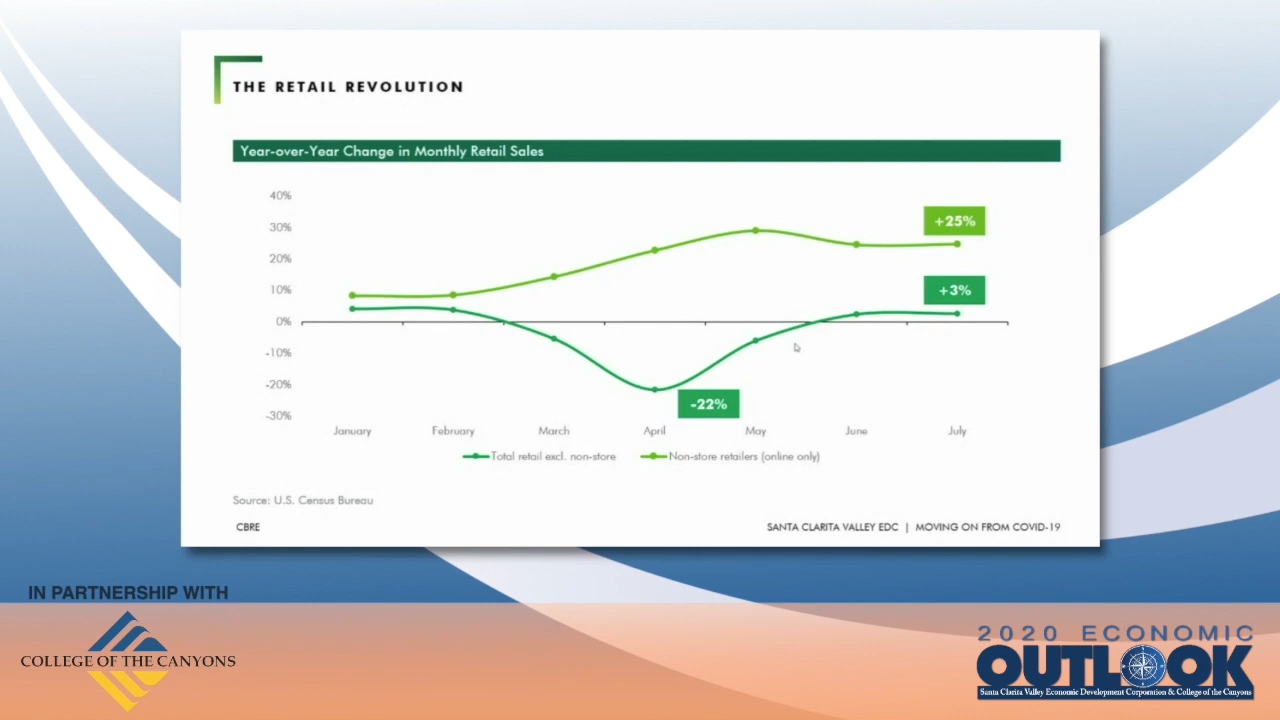 THE RETAIL REVOLUTION
Year-over-Year Change in Monthly Retail Sales
40%
30%
20%
10%
0%
-10%
-20%
-30%
+25%
+3%
-22%
January February March April May June July
Total retail excl. non-store Non-store retailers (online only)
Source: U.S. Census Bureau
CBRE SANTA CLARITA VALLEY EDC | MOVING ON FROM COVID-19
IN PARTNERSHIP WITH
COLLEGE OF THE CANYONS
2020 ECONOMIC
OUTLOOK
Santa Clarita Valley Economic Development Corporation & College of the Canyons